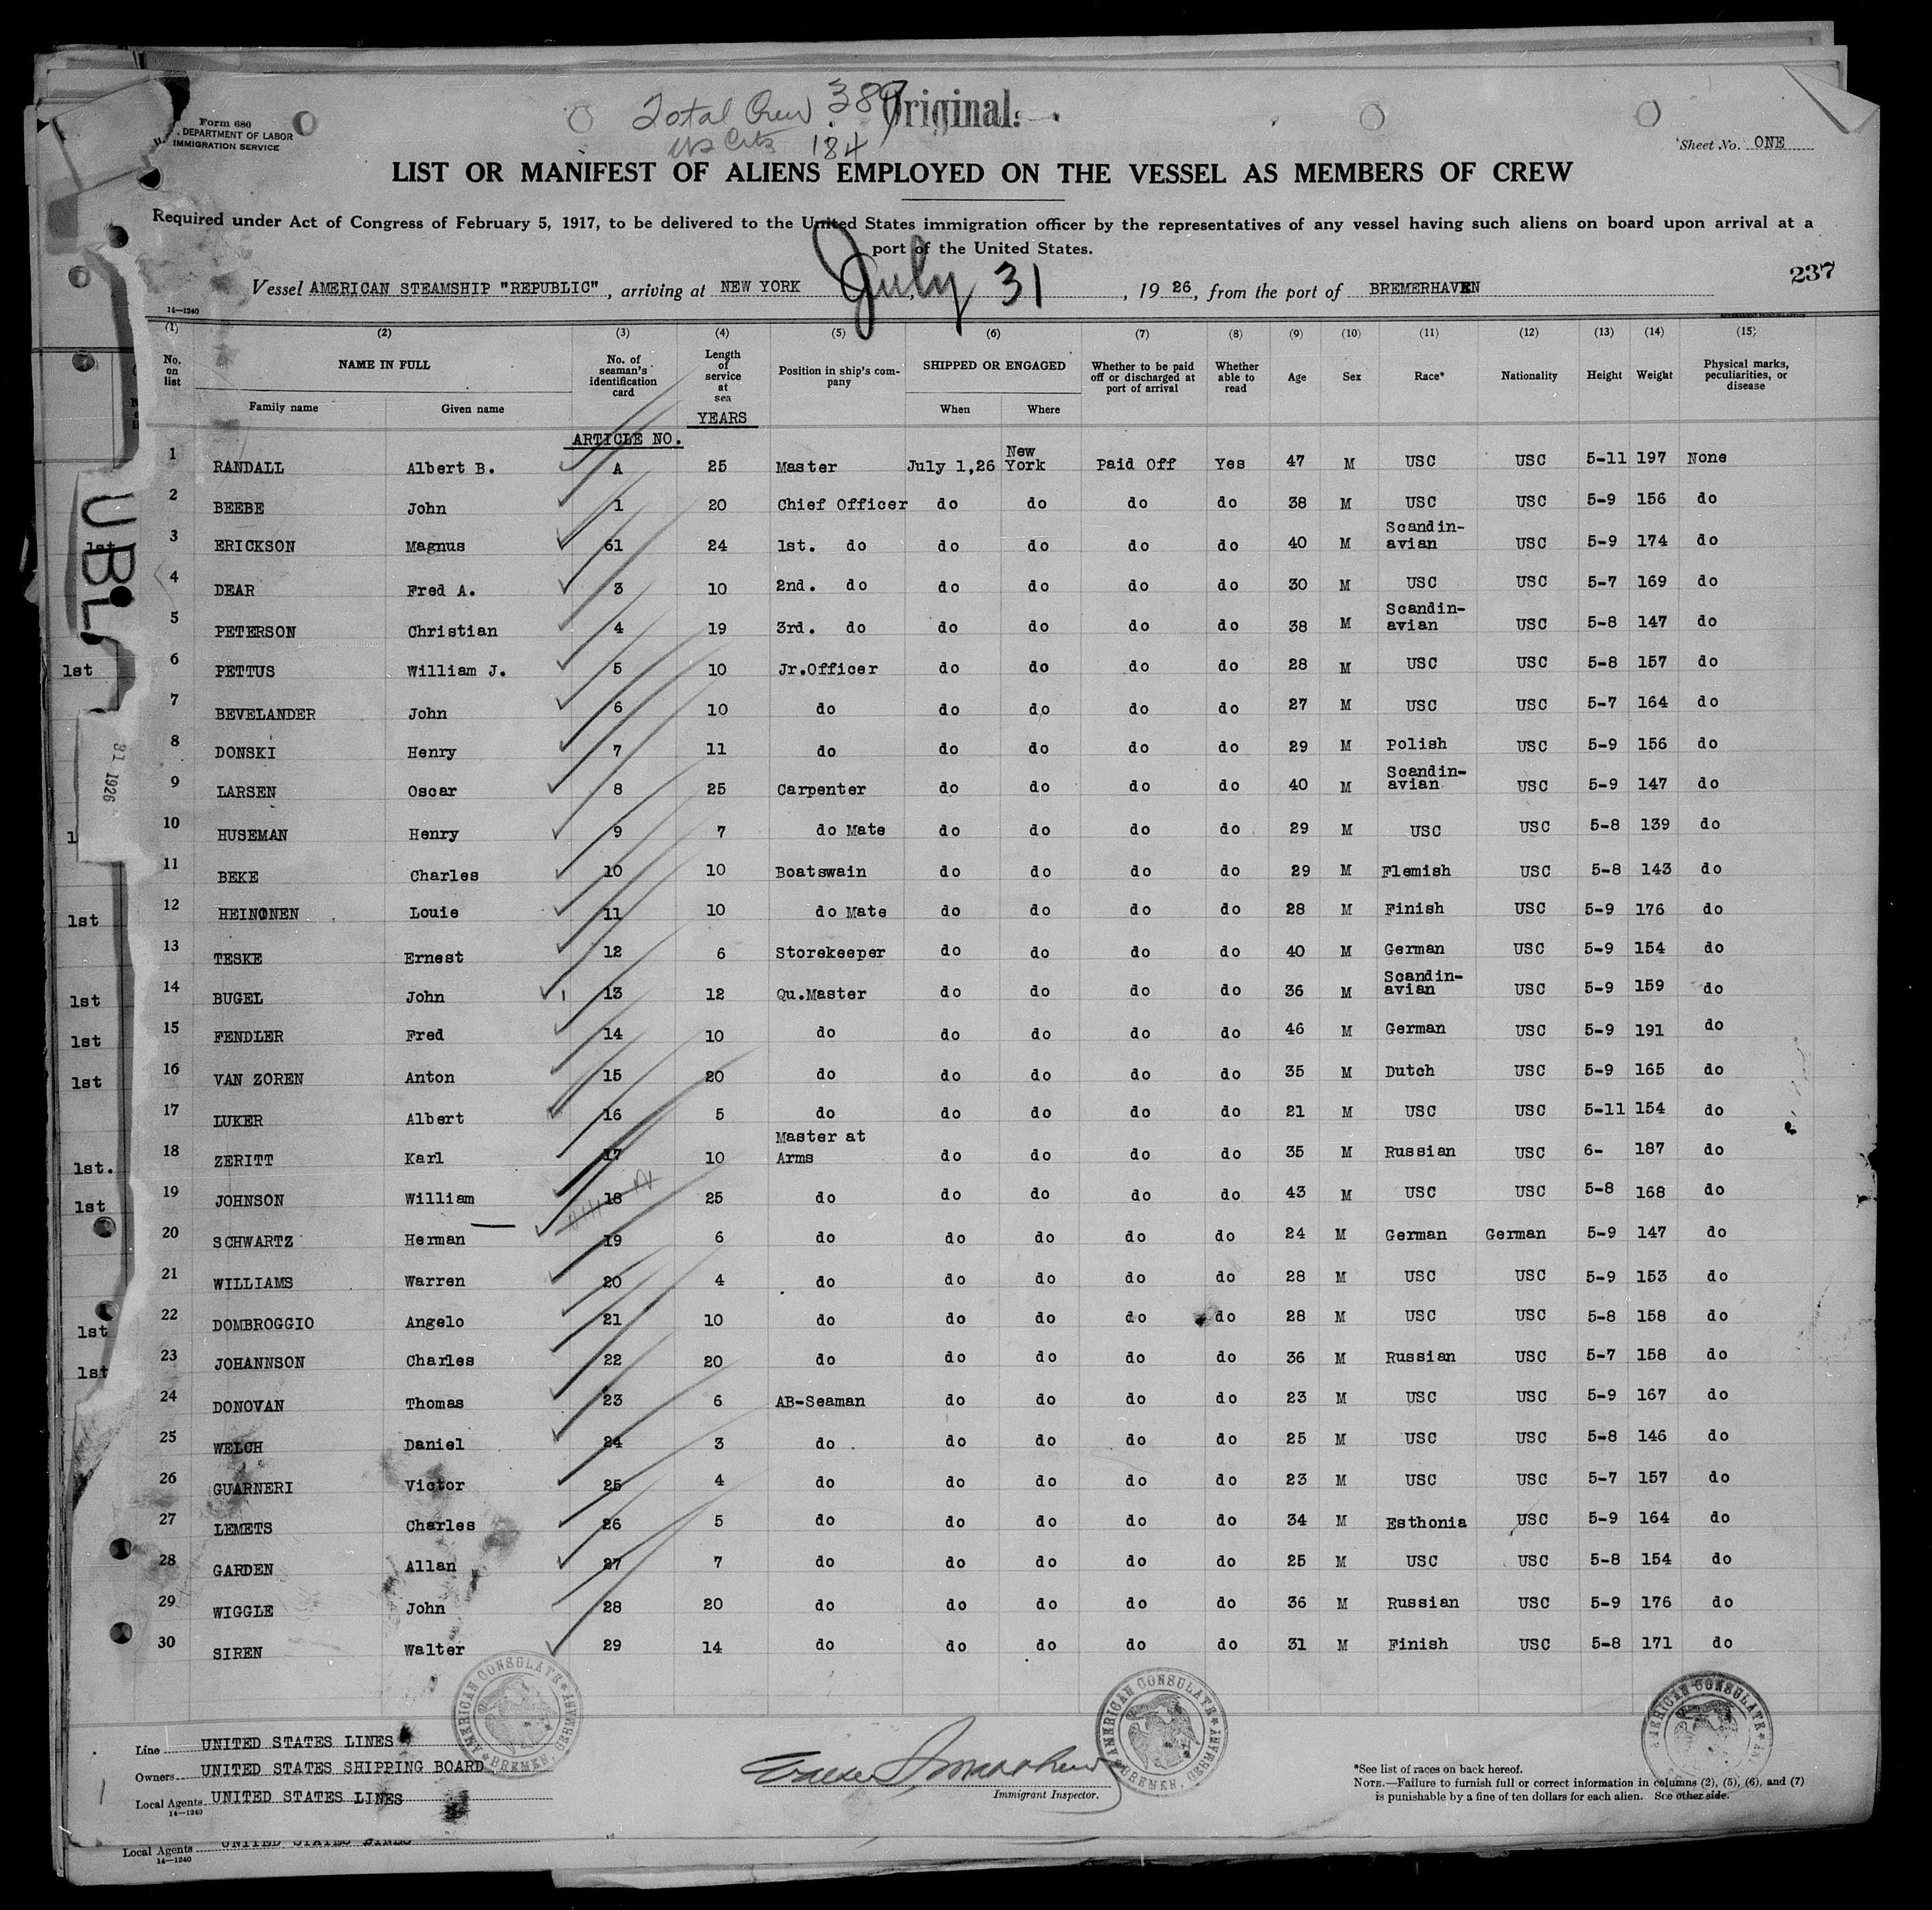 Total Crew 389
Original.
US Cits 184
Form 680
U. S. DEPARTMENT OF LABOR
IMMIGRATION SERVICE
Sheet No. ONE
LIST OR MANIFEST OF ALIENS EMPLOYED ON THE VESSEL AS MEMBERS OF CREW
Required under Act of Congress of February 5, 1917, to be delivered to the United States immigration officer by the representatives of any vessel having such aliens on board upon arrival at a
port of the United States.
237
Vessel AMERICAN STEAMSHIP "REPUBLIC", arriving at NEW YORK July 31, 1926, from the port of BREMERHAVEN
14—1240
(1) (2) (3) (4) (5) (6) (7) (8) (9) (10) (11) (12) (13) (14) (15)
No. on list NAME IN FULL No. of seaman's identification card Length of service at sea Position in ship's company SHIPPED OR ENGAGED Whether to be paid off or discharged at port of arrival Whether able to read Age Sex Race* Nationality Height Weight Physical marks, peculiarities, or disease
Family name Given name YEARS When Where
ARTICLE NO.
1 RANDALL Albert B. A 25 Master July 1,26 New York Paid Off Yes 47 M USC USC 5-11 197 None
2 BEEBE John 1 20 Chief Officer do do do do 38 M USC USC 5-9 156 do
3 ERICKSON Magnus 61 24 1st. do do do do do 40 M Scandin-avian USC 5-9 174 do
4 DEAR Fred A. 3 10 2nd. do do do do do 30 M USC USC 5-7 169 do
5 PETERSON Christian 4 19 3rd. do do do do do 38 M Scandin-avian USC 5-8 147 do
6 PETTUS William J. 5 10 Jr.Officer do do do do 28 M USC USC 5-8 157 do
7 BEVELANDER John 6 10 do do do do do 27 M USC USC 5-7 164 do
8 DONSKI Henry 7 11 do do do do do 29 M Polish USC 5-9 156 do
9 LARSEN Oscar 8 25 Carpenter do do do do 40 M Scandin-avian USC 5-9 147 do
10 HUSEMAN Henry 9 7 do Mate do do do do 29 M USC USC 5-8 139 do
11 BEKE Charles 10 10 Boatswain do do do do 29 M Flemish USC 5-8 143 do
12 HEINONEN Louie 11 10 do Mate do do do do 28 M Finish USC 5-9 176 do
13 TESKE Ernest 12 6 Storekeeper do do do do 40 M German USC 5-9 154 do
14 BUGEL John 13 12 Qu.Master do do do do 36 M Scandin-avian USC 5-9 159 do
15 FENDLER Fred 14 10 do do do do do 46 M German USC 5-9 191 do
16 VAN ZOREN Anton 15 20 do do do do do 35 M Dutch USC 5-9 165 do
17 LUKER Albert 16 5 do do do do do 21 M USC USC 5-11 154 do
18 ZERITT Karl 17 10 Master at Arms do do do do 35 M Russian USC 6- 187 do
19 JOHNSON William 18 25 do do do do do 43 M USC USC 5-8 168 do
20 SCHWARTZ Herman 19 6 do do do do do 24 M German German 5-9 147 do
21 WILLIAMS Warren 20 4 do do do do do 28 M USC USC 5-9 153 do
22 DOMBROGGIO Angelo 21 10 do do do do do 28 M USC USC 5-8 158 do
23 JOHANNSON Charles 22 20 do do do do do 36 M Russian USC 5-7 158 do
24 DONOVAN Thomas 23 6 AB-Seaman do do do do 23 M USC USC 5-9 167 do
25 WELCH Daniel 24 3 do do do do do 25 M USC USC 5-8 146 do
26 GUARNERI Victor 25 4 do do do do do 23 M USC USC 5-7 157 do
27 LEMETS Charles 26 5 do do do do do 34 M Esthonia USC 5-9 164 do
28 GARDEN Allan 27 7 do do do do do 25 M USC USC 5-8 154 do
29 WIGGLE John 28 20 do do do do do 36 M Russian USC 5-9 176 do
30 SIREN Walter 29 14 do do do do do 31 M Finish USC 5-8 171 do
UBL
31 1926
1st
1st
1st
1st
1st
1st
1st.
1st
1st
1st
AMERICAN CONSULATE BREMEN, GERMANY
AMERICAN CONSULATE BREMEN, GERMANY
AMERICAN CONSULATE
Line UNITED STATES LINES
Owners UNITED STATES SHIPPING BOARD
Local Agents UNITED STATES LINES
14—1240
Immigrant Inspector.
*See list of races on back hereof.
NOTE.—Failure to furnish full or correct information in columns (2), (5), (6), and (7)
is punishable by a fine of ten dollars for each alien. See other side.
Local Agents UNITED STATES LINES
14—1240